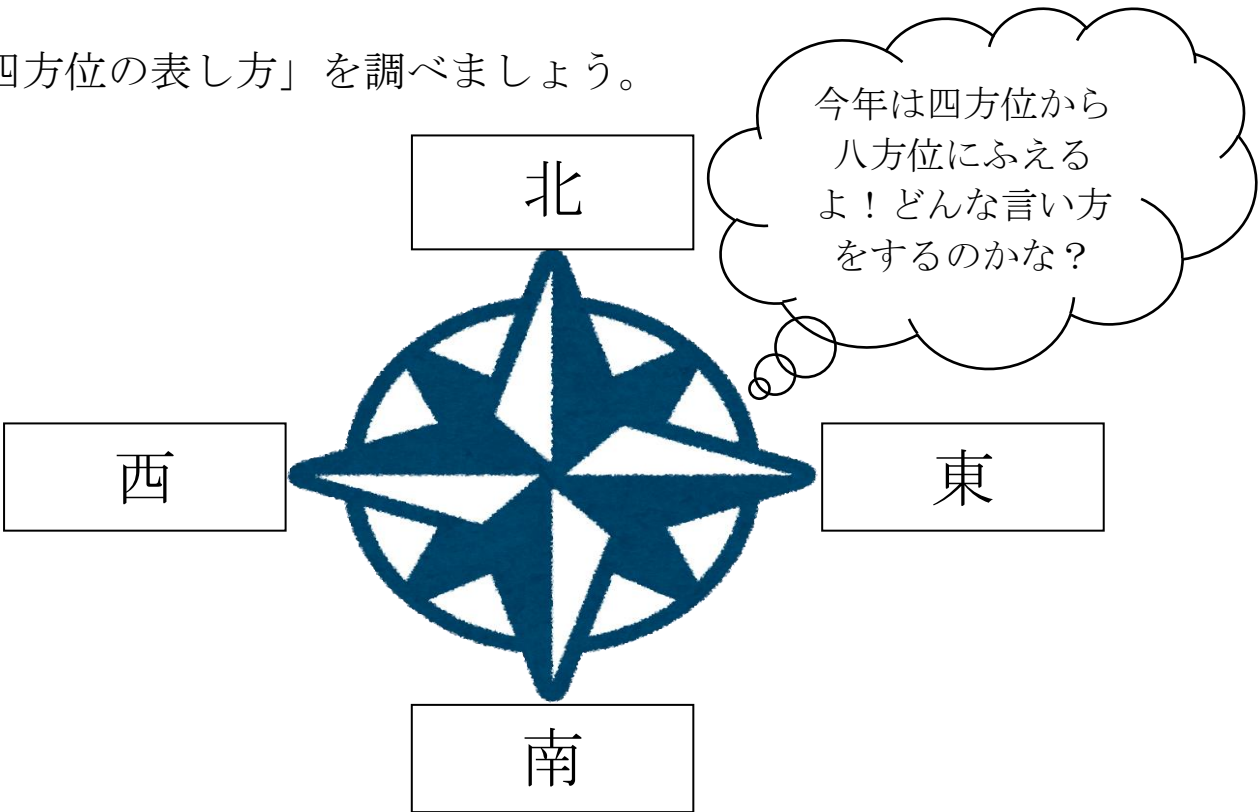 四方位の表し方」を調べましょう。
今年は四方位から
八方位にふえる
よ！どんな言い方
をするのかな？
北
西
東
南